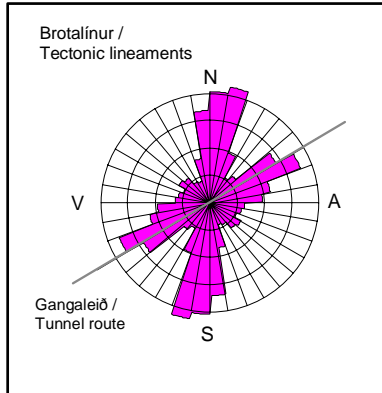 Brotalínur /
Tectonic lineaments
N
V
A
Gangaleið /
Tunnel route
S